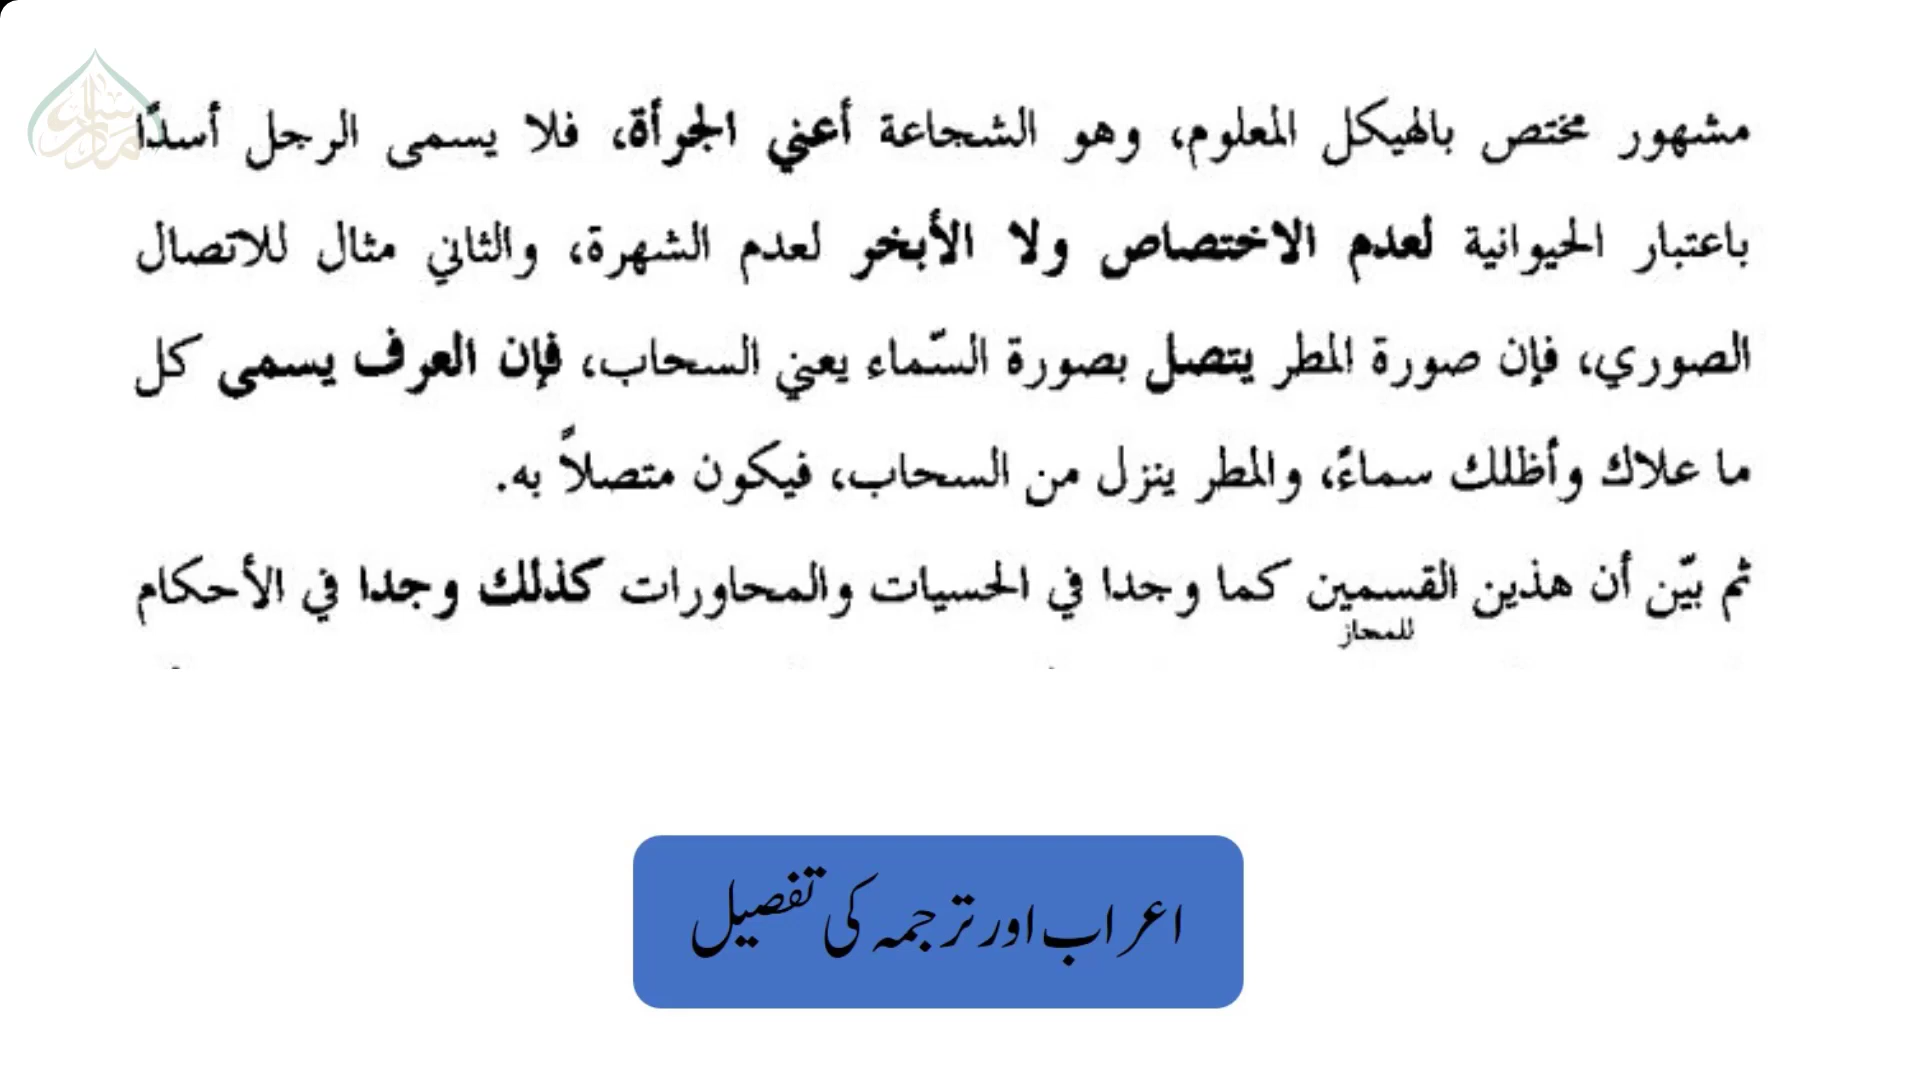 مشهور مختص بالهيكل المعلوم، وهو الشجاعة أعني الجرأة، فلا يسمى الرجل أسدًا
باعتبار الحيوانية لعدم الاختصاص ولا الأبخر لعدم الشهرة، والثاني مثال للاتصال
الصوري، فإن صورة المطر يتصل بصورة السّماء يعني السحاب، فإن العرف يسمى كل
ما علاك وأظلك سماءً، والمطر ينزل من السحاب، فيكون متصلاً به.
ثم بيّن أن هذين القسمين كما وجدا في الحسيات والمحاورات كذلك وجدا في الأحكام
للمجاز
اعراب اور ترجمہ کی تفصیل